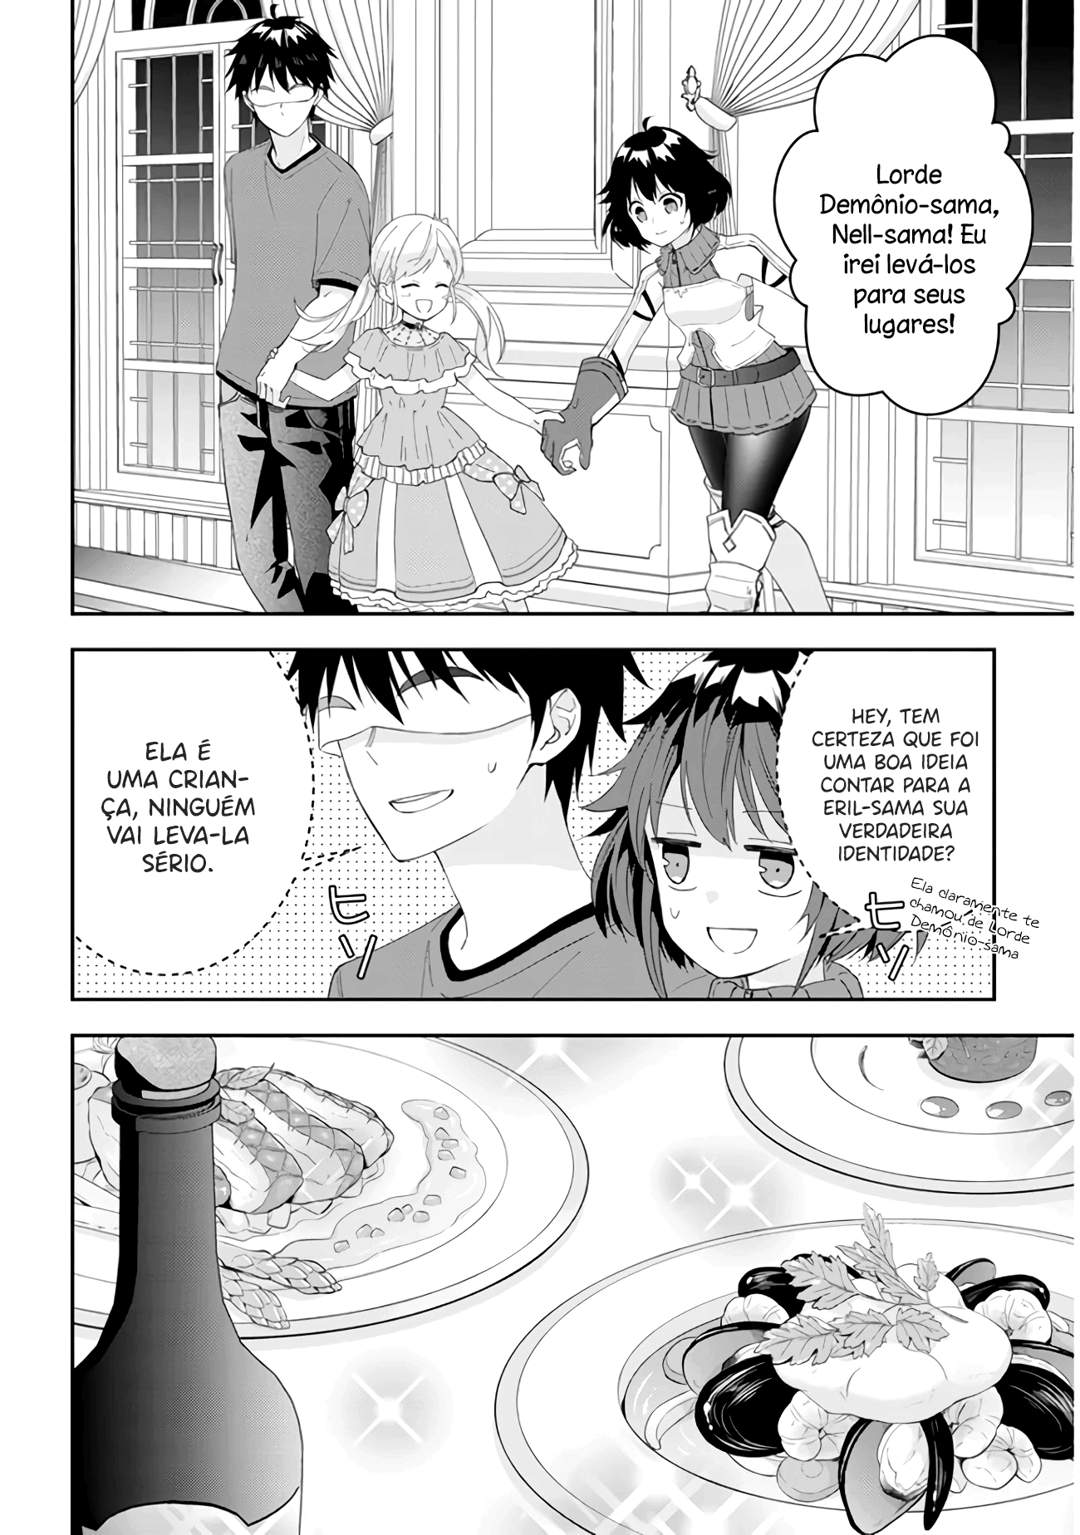 Lorde
Demônio-sama,
Nell-sama! Eu
irei levá-los
para seus
lugares!
HEY, TEM
CERTEZA QUE FOI
UMA BOA IDEIA
CONTAR PARA A
ERIL-SAMA SUA
VERDADEIRA
IDENTIDADE?
Ela claramente te
chamou de Lorde
Demônio-sama
ヒソ
ELA É
UMA CRIAN-
ÇA, NINGUÉM
VAI LEVA-LA
SÉRIO.
ヒソ